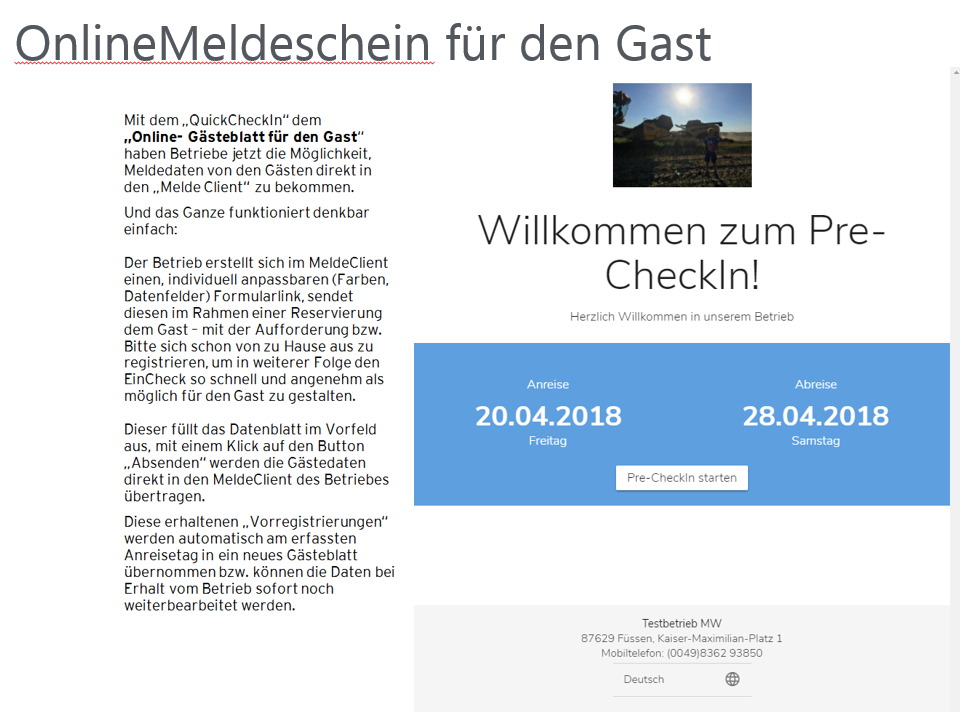 OnlineMeldeschein für den Gast
Mit dem „QuickCheckIn“ dem
„Online- Gästeblatt für den Gast“
haben Betriebe jetzt die Möglichkeit,
Meldedaten von den Gästen direkt in
den „Melde Client“ zu bekommen.
Und das Ganze funktioniert denkbar
einfach:
Der Betrieb erstellt sich im MeldeClient
einen, individuell anpassbaren (Farben,
Datenfelder) Formularlink, sendet
diesen im Rahmen einer Reservierung
dem Gast – mit der Aufforderung bzw.
Bitte sich schon von zu Hause aus zu
registrieren, um in weiterer Folge den
EinCheck so schnell und angenehm als
möglich für den Gast zu gestalten.
Dieser füllt das Datenblatt im Vorfeld
aus, mit einem Klick auf den Button
„Absenden“ werden die Gästedaten
direkt in den MeldeClient des Betriebes
übertragen.
Diese erhaltenen „Vorregistrierungen“
werden automatisch am erfassten
Anreisetag in ein neues Gästeblatt
übernommen bzw. können die Daten bei
Erhalt vom Betrieb sofort noch
weiterbearbeitet werden.
Willkommen zum Pre-
CheckIn!
Herzlich Willkommen in unserem Betrieb
Anreise
20.04.2018
Freitag
Abreise
28.04.2018
Samstag
Pre-CheckIn starten
Testbetrieb MW
87629 Füssen, Kaiser-Maximilian-Platz 1
Mobiltelefon: (0049)8362 93850
Deutsch